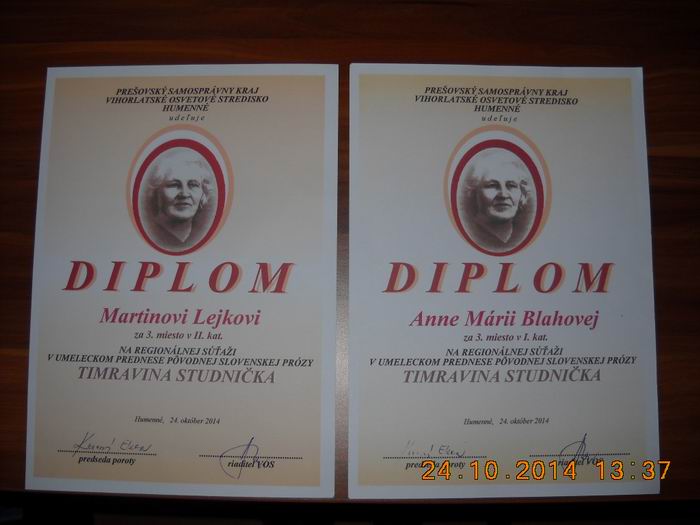 PREŠOVSKÝ SAMOSPRÁVNY KRAJ
VIHORLATSKÉ OSVETOVÉ STREDISKO
HUMENNÉ
udeľuje
DIPLOM
Martinovi Lejkovi
za 3. miesto v II. kat.
NA REGIONÁLNEJ SÚŤAŽI
V UMELECKOM PREDNESE PÔVODNEJ SLOVENSKEJ PRÓZY
TIMRAVINA STUDNIČKA
Humenné, 24. október 2014
predseda poroty
riaditeľ VOS
PREŠOVSKÝ SAMOSPRÁVNY KRAJ
VIHORLATSKÉ OSVETOVÉ STREDISKO
HUMENNÉ
udeľuje
DIPLOM
Anne Márii Blahovej
za 3. miesto v I. kat.
NA REGIONÁLNEJ SÚŤAŽI
V UMELECKOM PREDNESE PÔVODNEJ SLOVENSKEJ PRÓZY
TIMRAVINA STUDNIČKA
Humenné, 24. október 2014
predseda poroty
riaditeľ VOS
24.10.2014 13:37